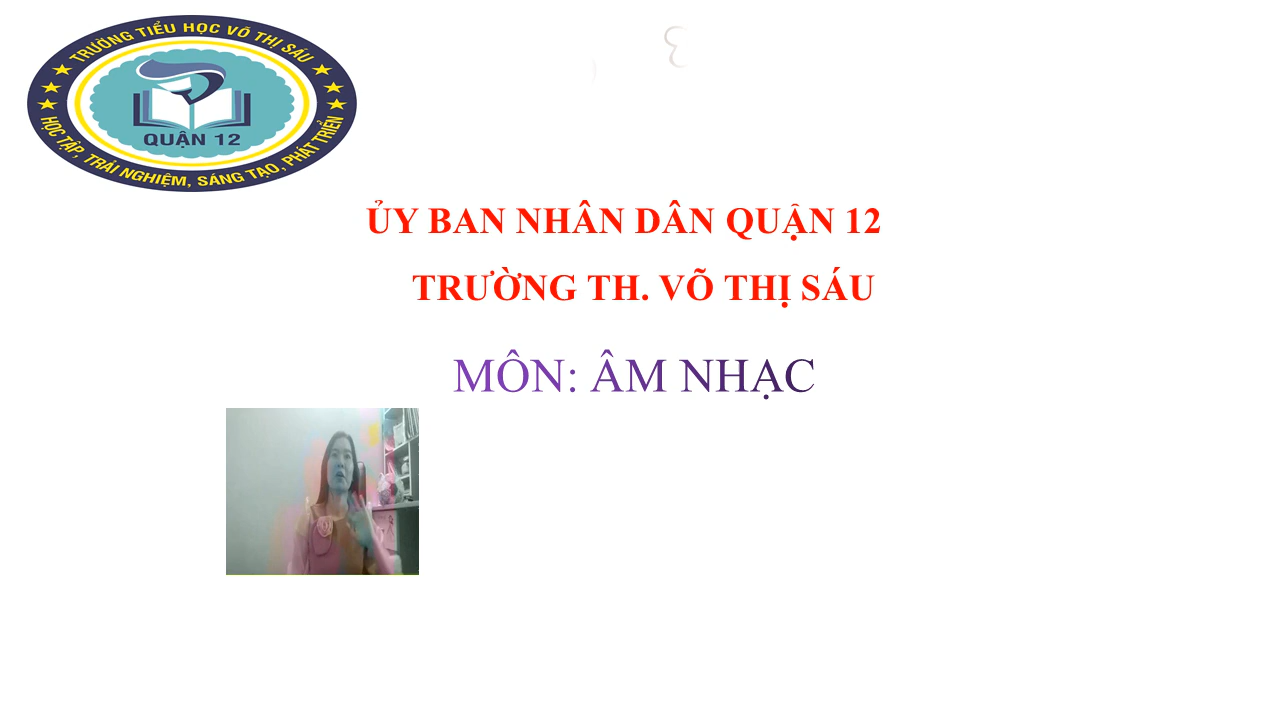 TRƯỜNG TIỂU HỌC VÕ THỊ SÁU
QUẬN 12
HỌC TẬP, TRẢI NGHIỆM, SÁNG TẠO, PHÁT TRIỂN
ỦY BAN NHÂN DÂN QUẬN 12
TRƯỜNG TH. VÕ THỊ SÁU
MÔN: ÂM NHẠC